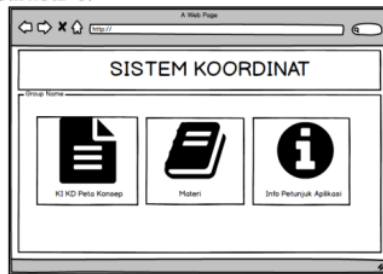 A Web Page
http://
SISTEM KOORDINAT
Group Name
KI KD Peta Konsep
Materi
Info Petunjuk Aplikasi